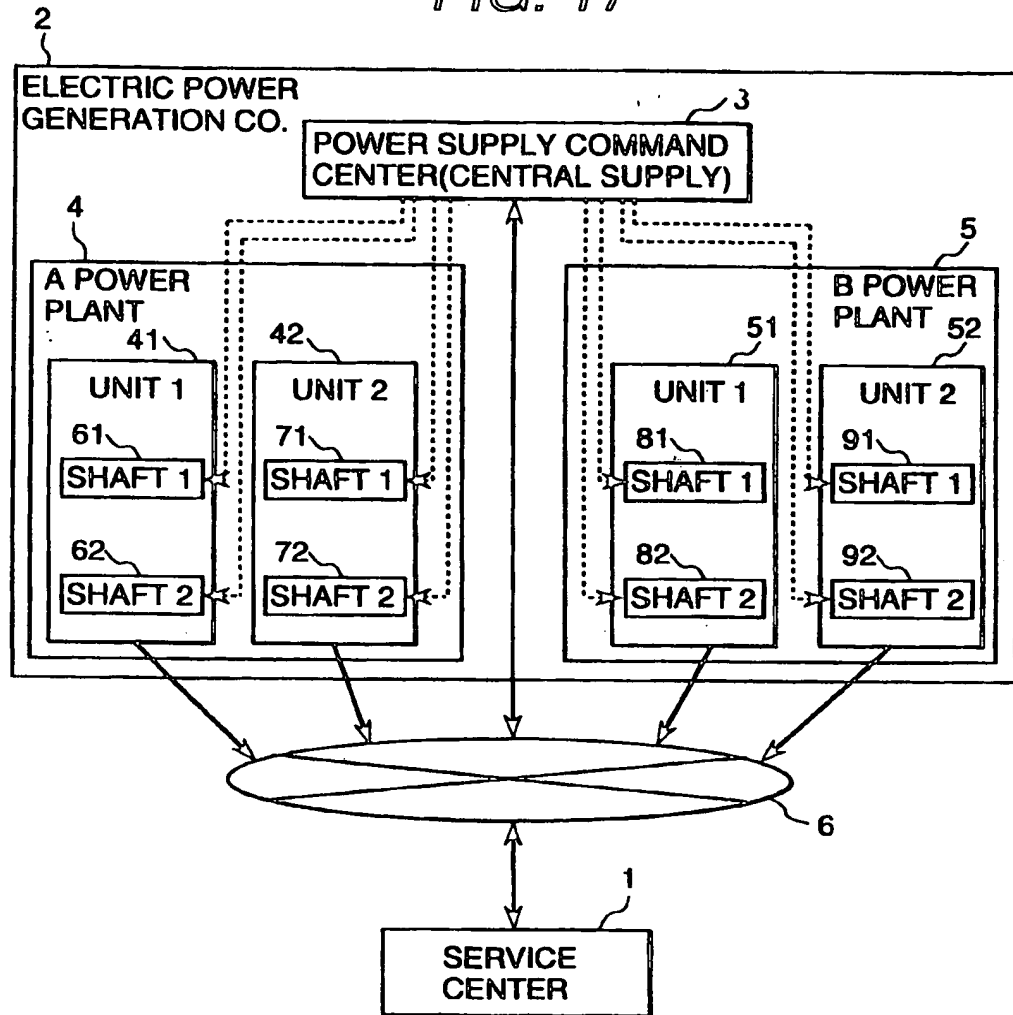 2
ELECTRIC POWER
GENERATION CO.
3
POWER SUPPLY COMMAND
CENTER(CENTRAL SUPPLY)
4
A POWER
PLANT
41
UNIT 1
61
SHAFT 1
62
SHAFT 2
42
UNIT 2
71
SHAFT 1
72
SHAFT 2
5
B POWER
PLANT
51
UNIT 1
81
SHAFT 1
82
SHAFT 2
52
UNIT 2
91
SHAFT 1
92
SHAFT 2
6
1
SERVICE
CENTER